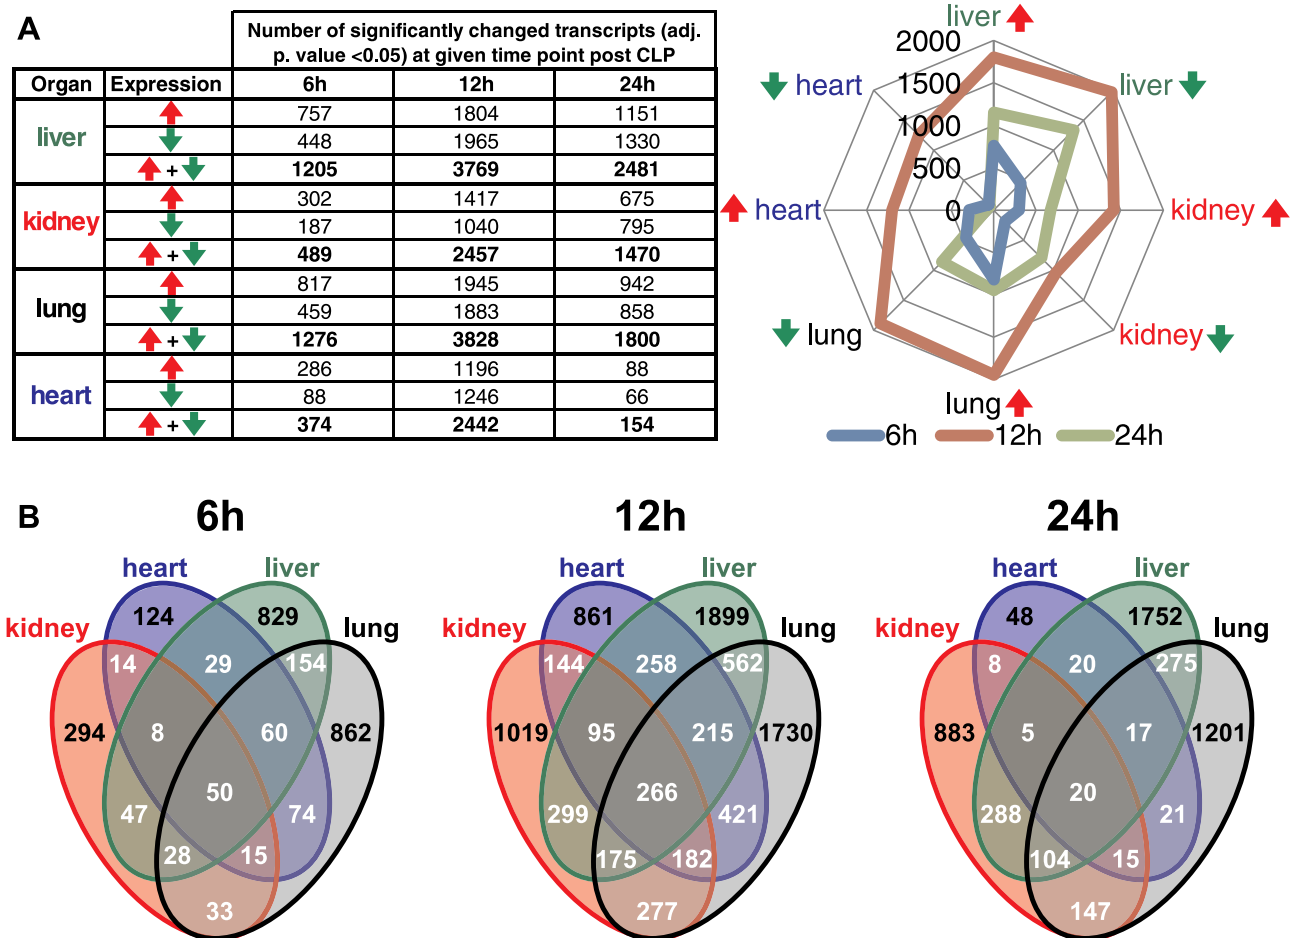 A
Number of significantly changed transcripts (adj.
p. value <0.05) at given time point post CLP
Organ Expression 6h 12h 24h
liver
757 1804 1151
448 1965 1330
+ 1205 3769 2481
kidney
302 1417 675
187 1040 795
+ 489 2457 1470
lung
817 1945 942
459 1883 858
+ 1276 3828 1800
heart
286 1196 88
88 1246 66
+ 374 2442 154
liver
2000
heart 1500 liver
1000
500
heart 0 kidney
lung kidney
lung
6h 12h 24h
B
6h 12h 24h
heart liver
kidney lung
124 829
14 29 154
294 8 60 862
50
47 74
28 15
33
heart liver
kidney lung
861 1899
144 258 562
1019 95 215 1730
266
299 421
175 182
277
heart liver
kidney lung
48 1752
8 20 275
883 5 17 1201
20
288 21
104 15
147